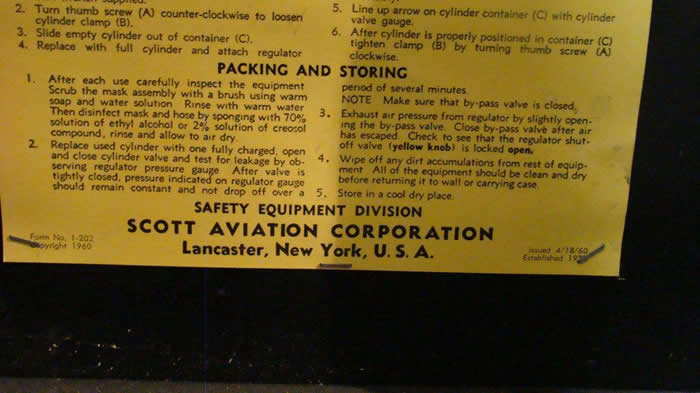 supplied.
2. Turn thumb screw (A) counter-clockwise to loosen
cylinder clamp (B).
3. Slide empty cylinder out of container (C).
4. Replace with full cylinder and attach regulator
5. Line up arrow on cylinder container (C) with cylinder
valve gauge.
6. After cylinder is properly positioned in container (C)
tighten clamp (B) by turning thumb screw (A)
clockwise.
PACKING AND STORING
1. After each use carefully inspect the equipment
Scrub the mask assembly with a brush using warm
soap and water solution Rinse with warm water
Then disinfect mask and hose by sponging with 70%
solution of ethyl alcohol or 2% solution of creosol
compound, rinse and allow to air dry.
2. Replace used cylinder with one fully charged, open
and close cylinder valve and test for leakage by ob-
serving regulator pressure gauge After valve is
tightly closed, pressure indicated on regulator gauge
should remain constant and not drop off over a
period of several minutes
NOTE Make sure that by-pass valve is closed,
3. Exhaust air pressure from regulator by slightly open-
ing the by-pass valve. Close by-pass valve after air
has escaped. Check to see that the regulator shut-
off valve (yellow knob) is locked open.
4. Wipe off any dirt accumulations from rest of equip-
ment All of the equipment should be clean and dry
before returning it to wall or carrying case
5. Store in a cool dry place.
SAFETY EQUIPMENT DIVISION
SCOTT AVIATION CORPORATION
Lancaster, New York, U. S. A.
Form No, 1-202
Copyright 1960
issued 4/18/60
Established